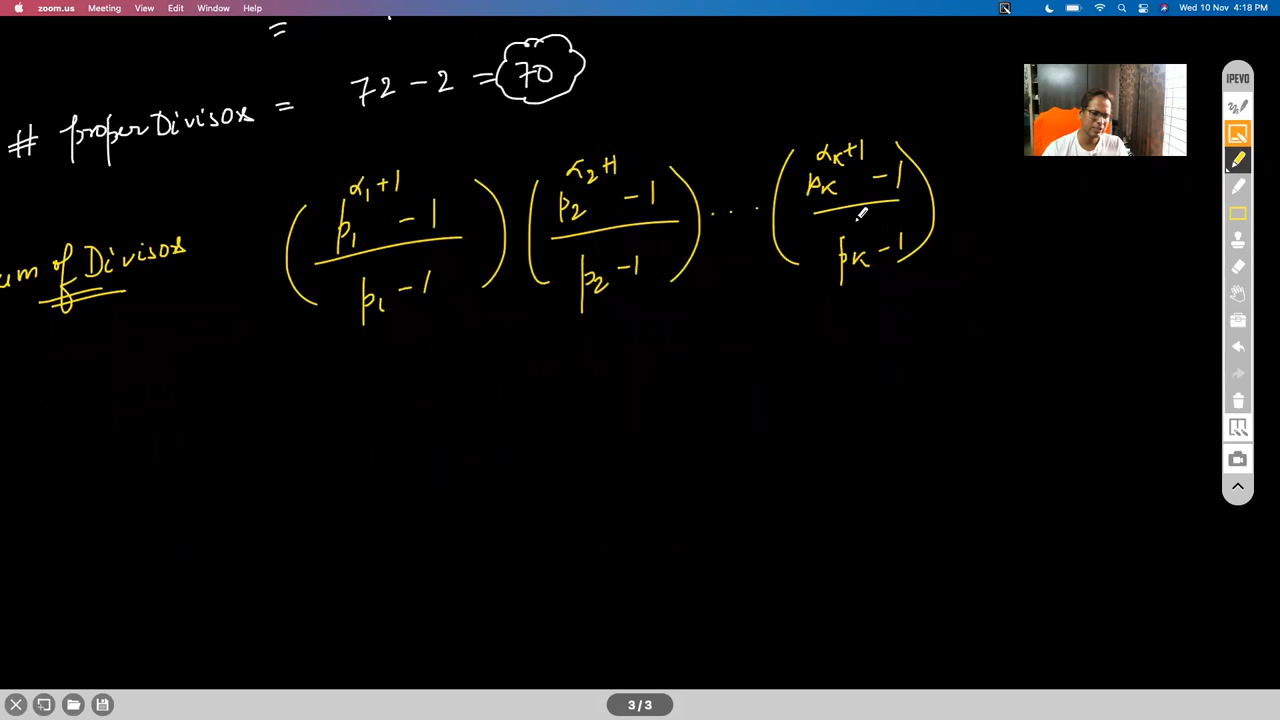 zoom.us Meeting View Edit Window Help Wed 10 Nov 4:18 PM
=
# proper Divisors = 72 - 2 = 70
um of Divisors (p₁^(α₁+1) - 1 / p₁ - 1) (p₂^(α₂+1) - 1 / p₂ - 1) ... (pₖ^(αₖ+1) - 1 / pₖ - 1)
IPEVO
3 / 3